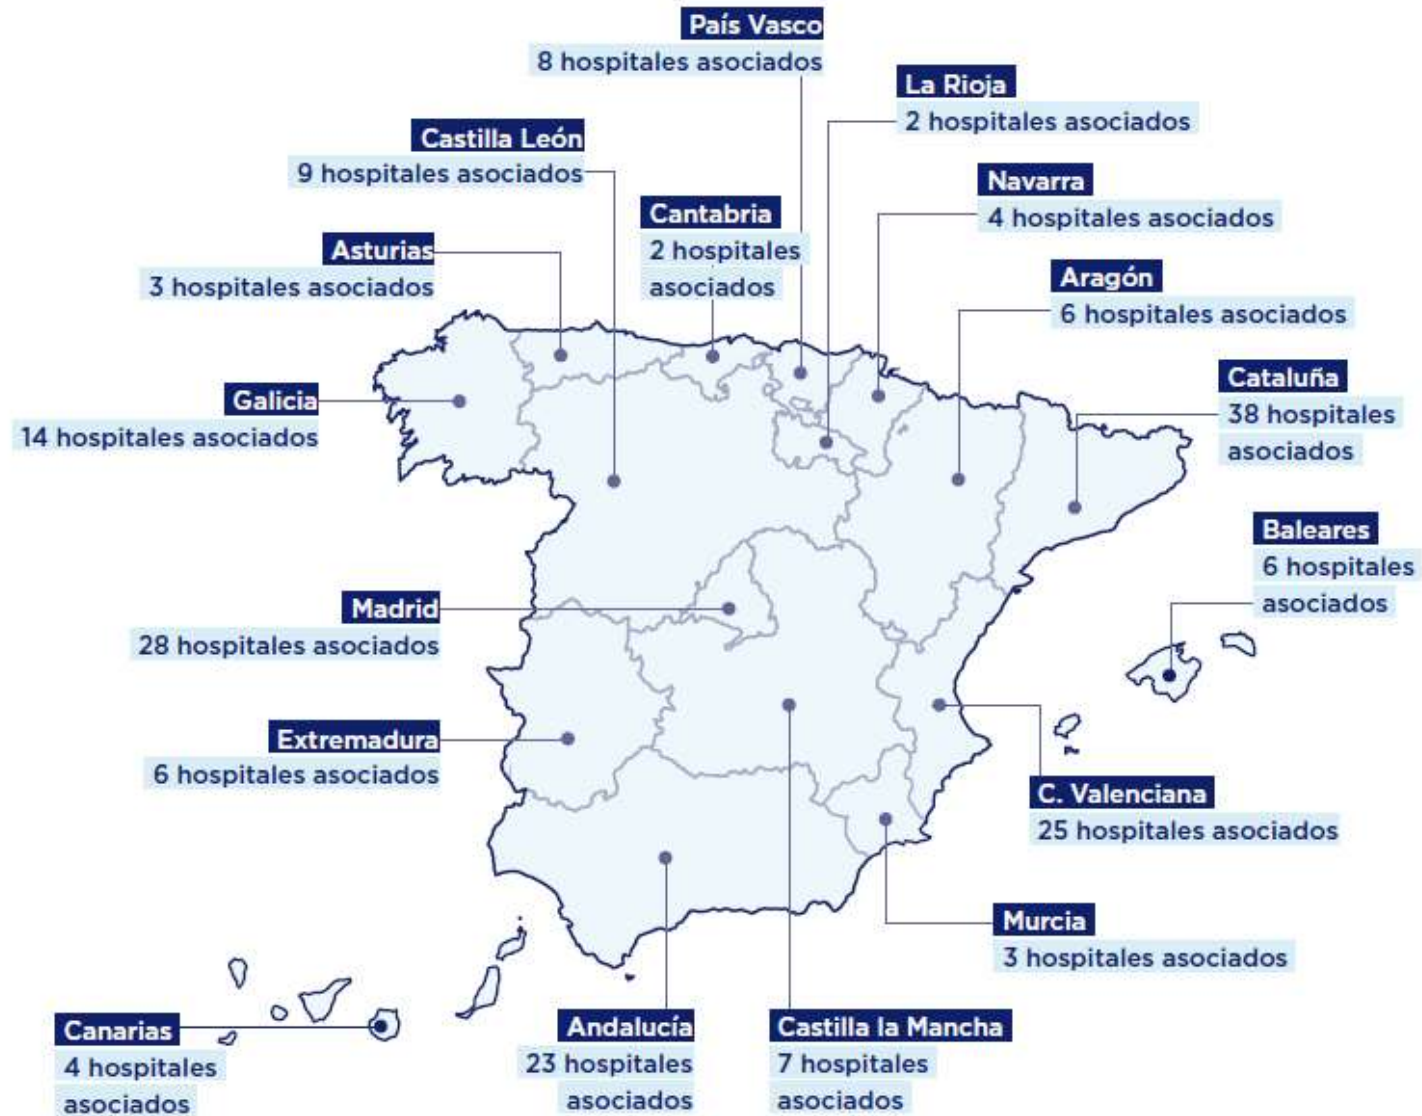 País Vasco
8 hospitales asociados
La Rioja
2 hospitales asociados
Castilla León
9 hospitales asociados
Navarra
4 hospitales asociados
Cantabria
2 hospitales
asociados
Asturias
3 hospitales asociados
Aragón
6 hospitales asociados
Cataluña
38 hospitales
asociados
Galicia
14 hospitales asociados
Baleares
6 hospitales
asociados
Madrid
28 hospitales asociados
Extremadura
6 hospitales asociados
C. Valenciana
25 hospitales asociados
Murcia
3 hospitales asociados
Canarias
4 hospitales
asociados
Andalucía
23 hospitales
asociados
Castilla la Mancha
7 hospitales
asociados